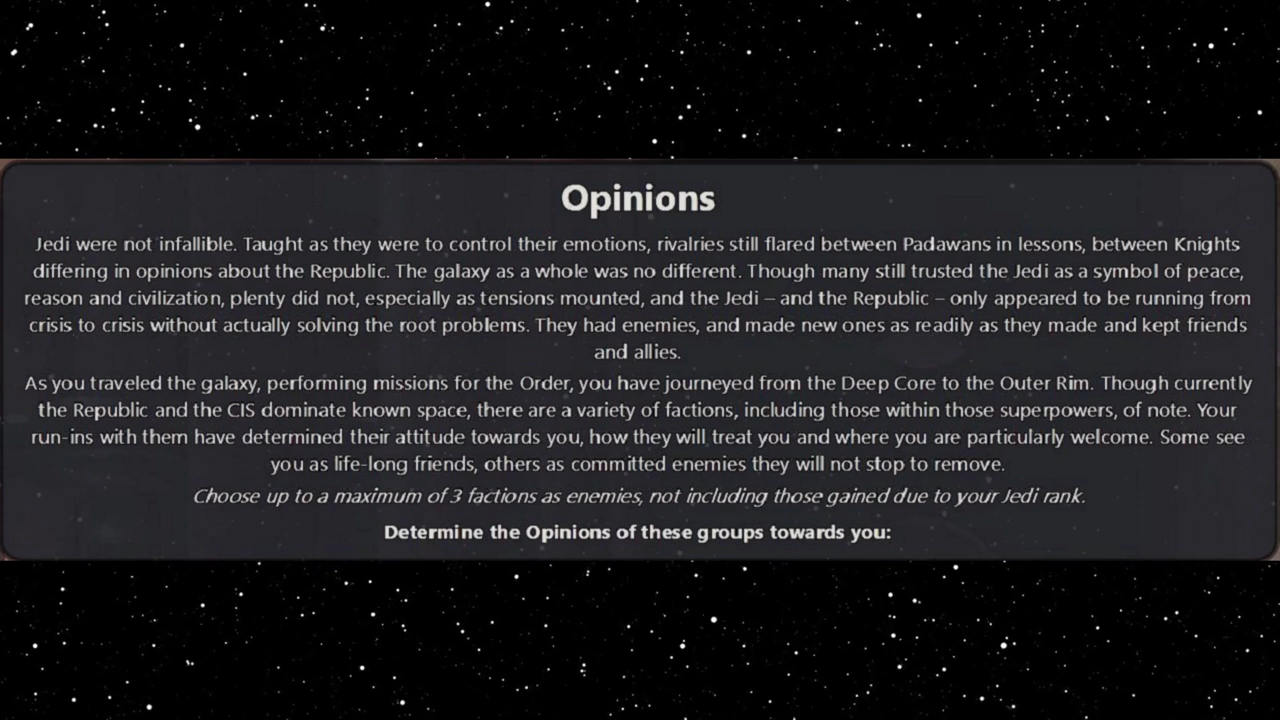 Opinions
Jedi were not infallible. Taught as they were to control their emotions, rivalries still flared between Padawans in lessons, between Knights
differing in opinions about the Republic. The galaxy as a whole was no different. Though many still trusted the Jedi as a symbol of peace,
reason and civilization, plenty did not, especially as tensions mounted, and the Jedi – and the Republic – only appeared to be running from
crisis to crisis without actually solving the root problems. They had enemies, and made new ones as readily as they made and kept friends
and allies.
As you traveled the galaxy, performing missions for the Order, you have journeyed from the Deep Core to the Outer Rim. Though currently
the Republic and the CIS dominate known space, there are a variety of factions, including those within those superpowers, of note. Your
run-ins with them have determined their attitude towards you, how they will treat you and where you are particularly welcome. Some see
you as life-long friends, others as committed enemies they will not stop to remove.
Choose up to a maximum of 3 factions as enemies, not including those gained due to your Jedi rank.
Determine the Opinions of these groups towards you: